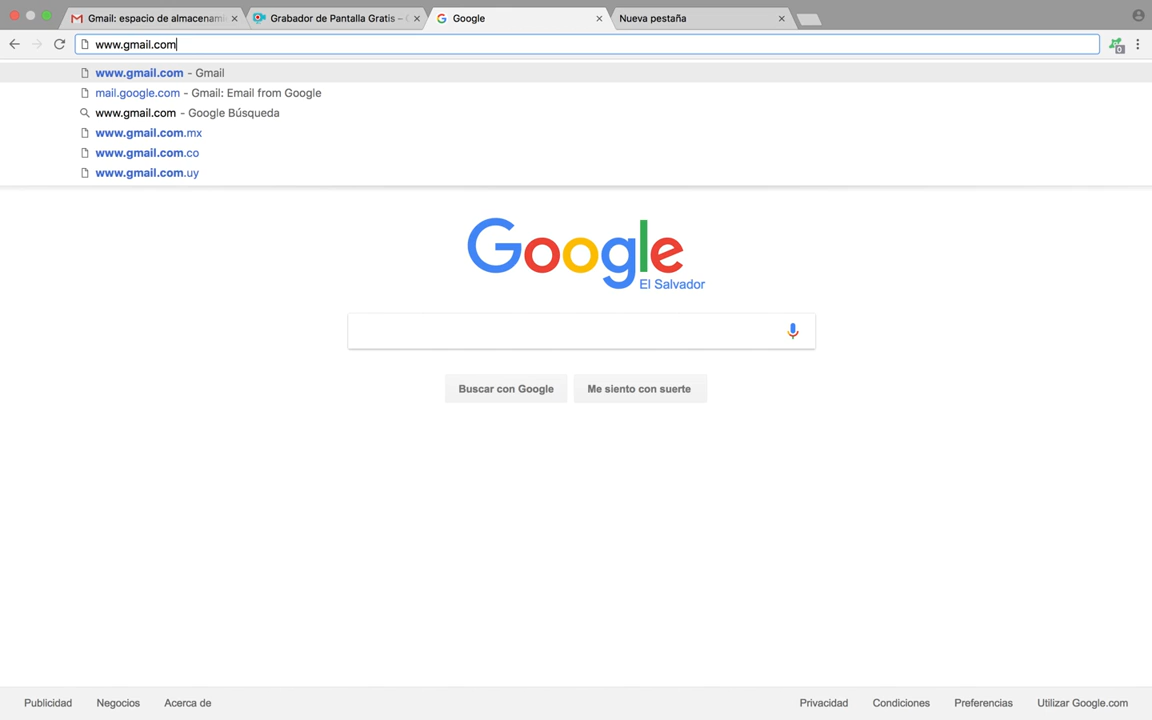 Gmail: espacio de almacenami
Grabador de Pantalla Gratis –
Google
Nueva pestaña
www.gmail.com
www.gmail.com - Gmail
mail.google.com - Gmail: Email from Google
www.gmail.com - Google Búsqueda
www.gmail.com.mx
www.gmail.com.co
www.gmail.com.uy
Google
El Salvador
Buscar con Google
Me siento con suerte
Publicidad
Negocios
Acerca de
Privacidad
Condiciones
Preferencias
Utilizar Google.com
0